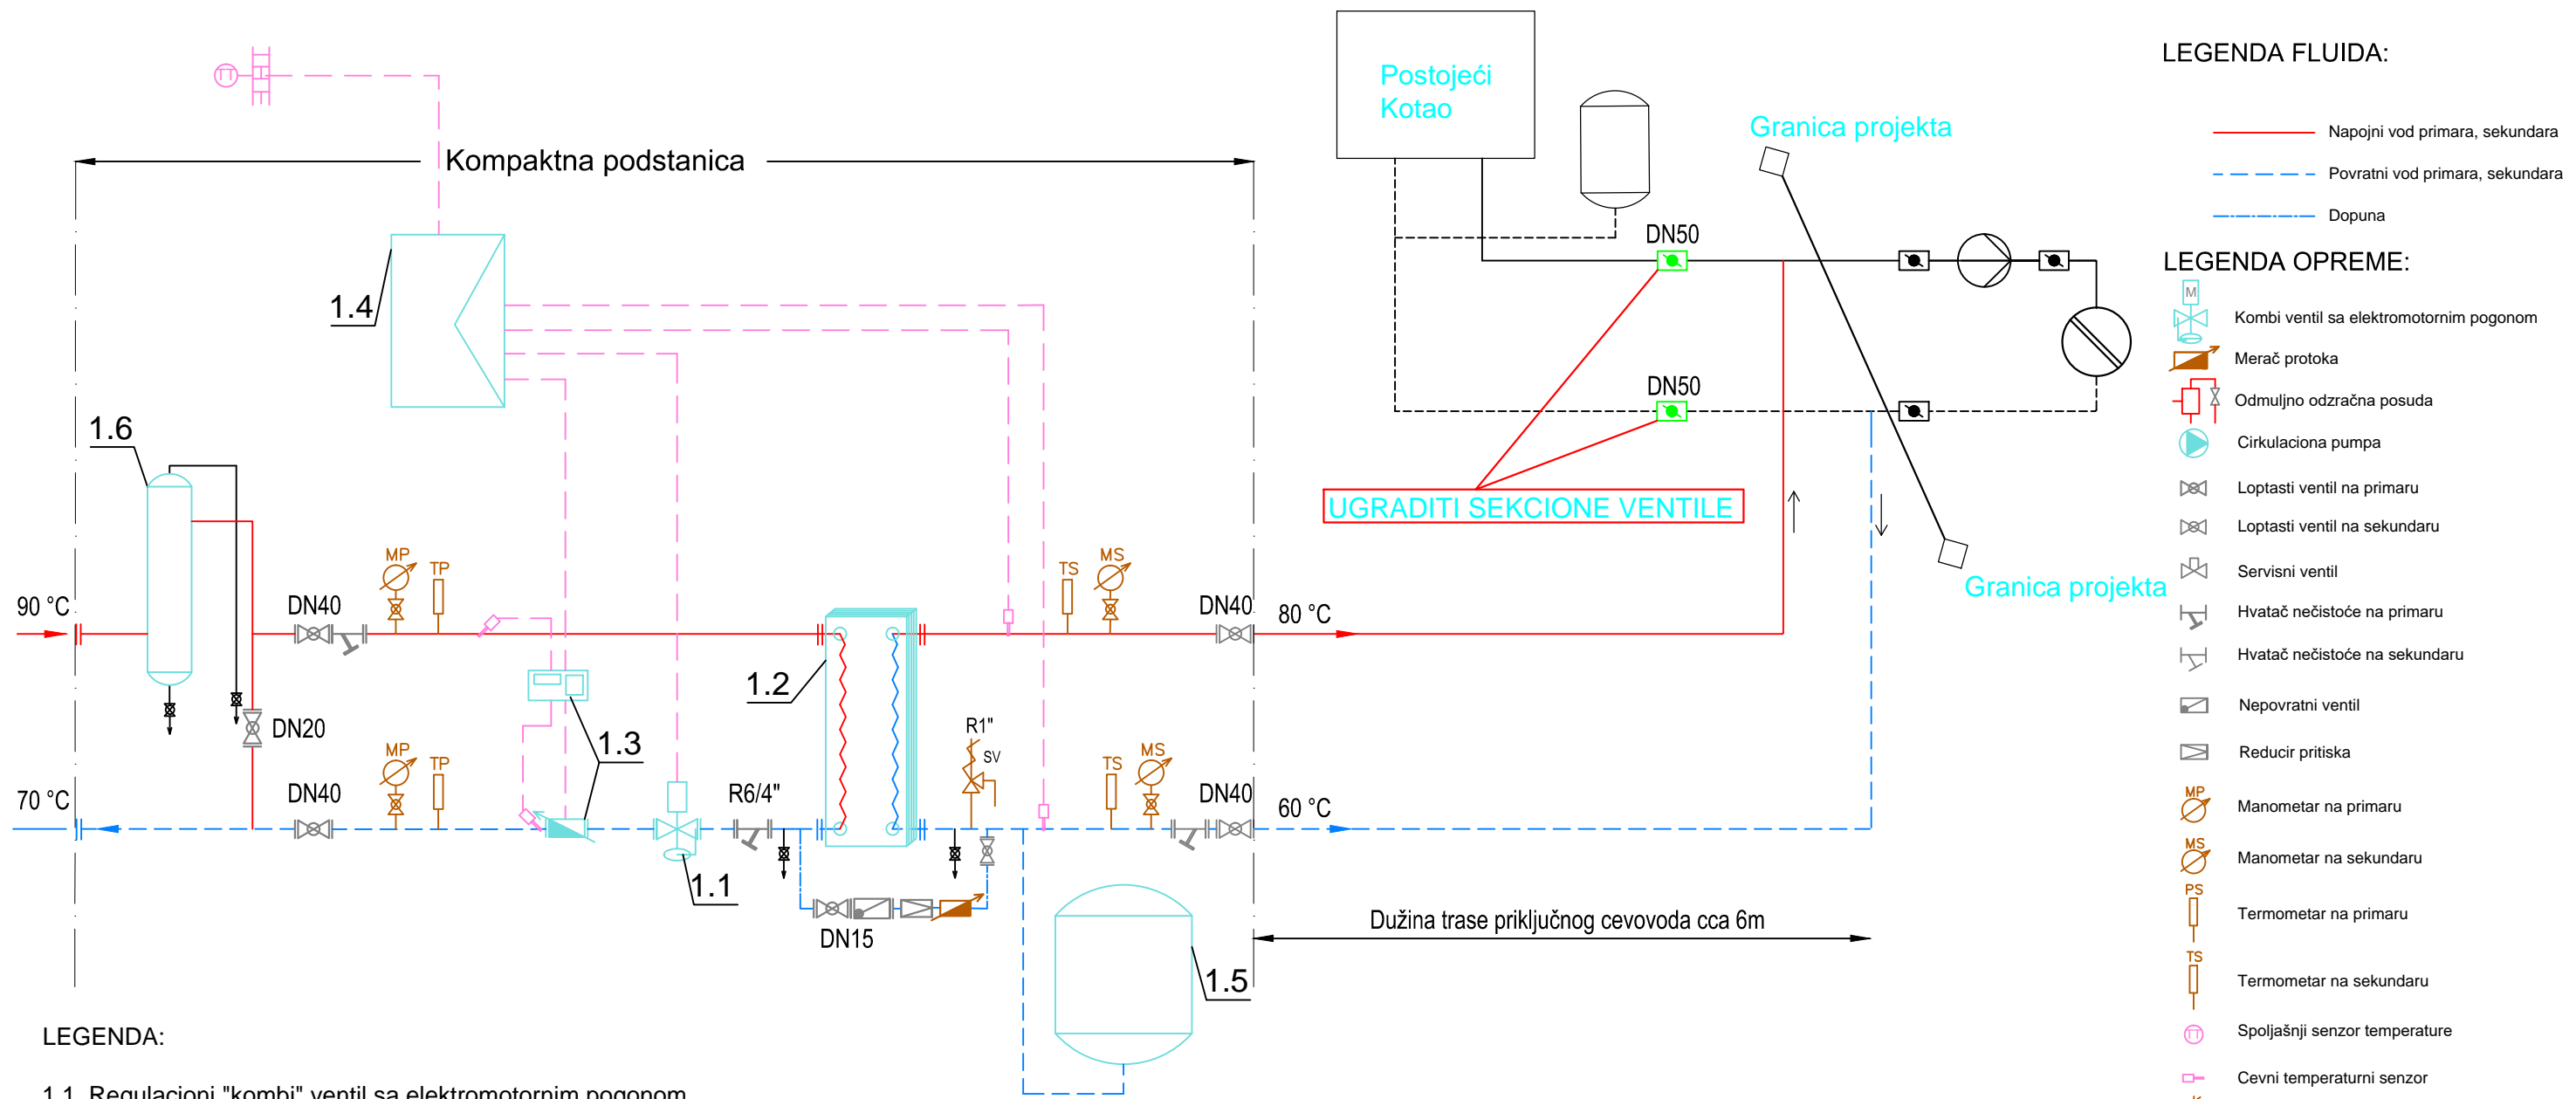 Kompaktna podstanica
1.4
1.6
90 °C
DN40
MP
TP
DN20
1.3
1.2
TS
MS
DN40
80 °C
70 °C
DN40
MP
TP
R6/4"
1.1
R1"
SV
DN15
TS
MS
DN40
60 °C
1.5
Dužina trase priključnog cevovoda cca 6m
Postojeći
Kotao
Granica projekta
DN50
DN50
UGRADITI SEKCIONE VENTILE
Granica projekta
LEGENDA FLUIDA:
Napojni vod primara, sekundara
Povratni vod primara, sekundara
Dopuna
LEGENDA OPREME:
M
Kombi ventil sa elektromotornim pogonom
Merač protoka
Odmuljno odzračna posuda
Cirkulaciona pumpa
Loptasti ventil na primaru
Loptasti ventil na sekundaru
Servisni ventil
Hvatač nečistoće na primaru
Hvatač nečistoće na sekundaru
Nepovratni ventil
Reducir pritiska
MP
Manometar na primaru
MS
Manometar na sekundaru
PS
Termometar na primaru
TS
Termometar na sekundaru
Spoljašnji senzor temperature
Cevni temperaturni senzor
LEGENDA:
1.1 Regulacioni "kombi" ventil sa elektromotornim pogonom